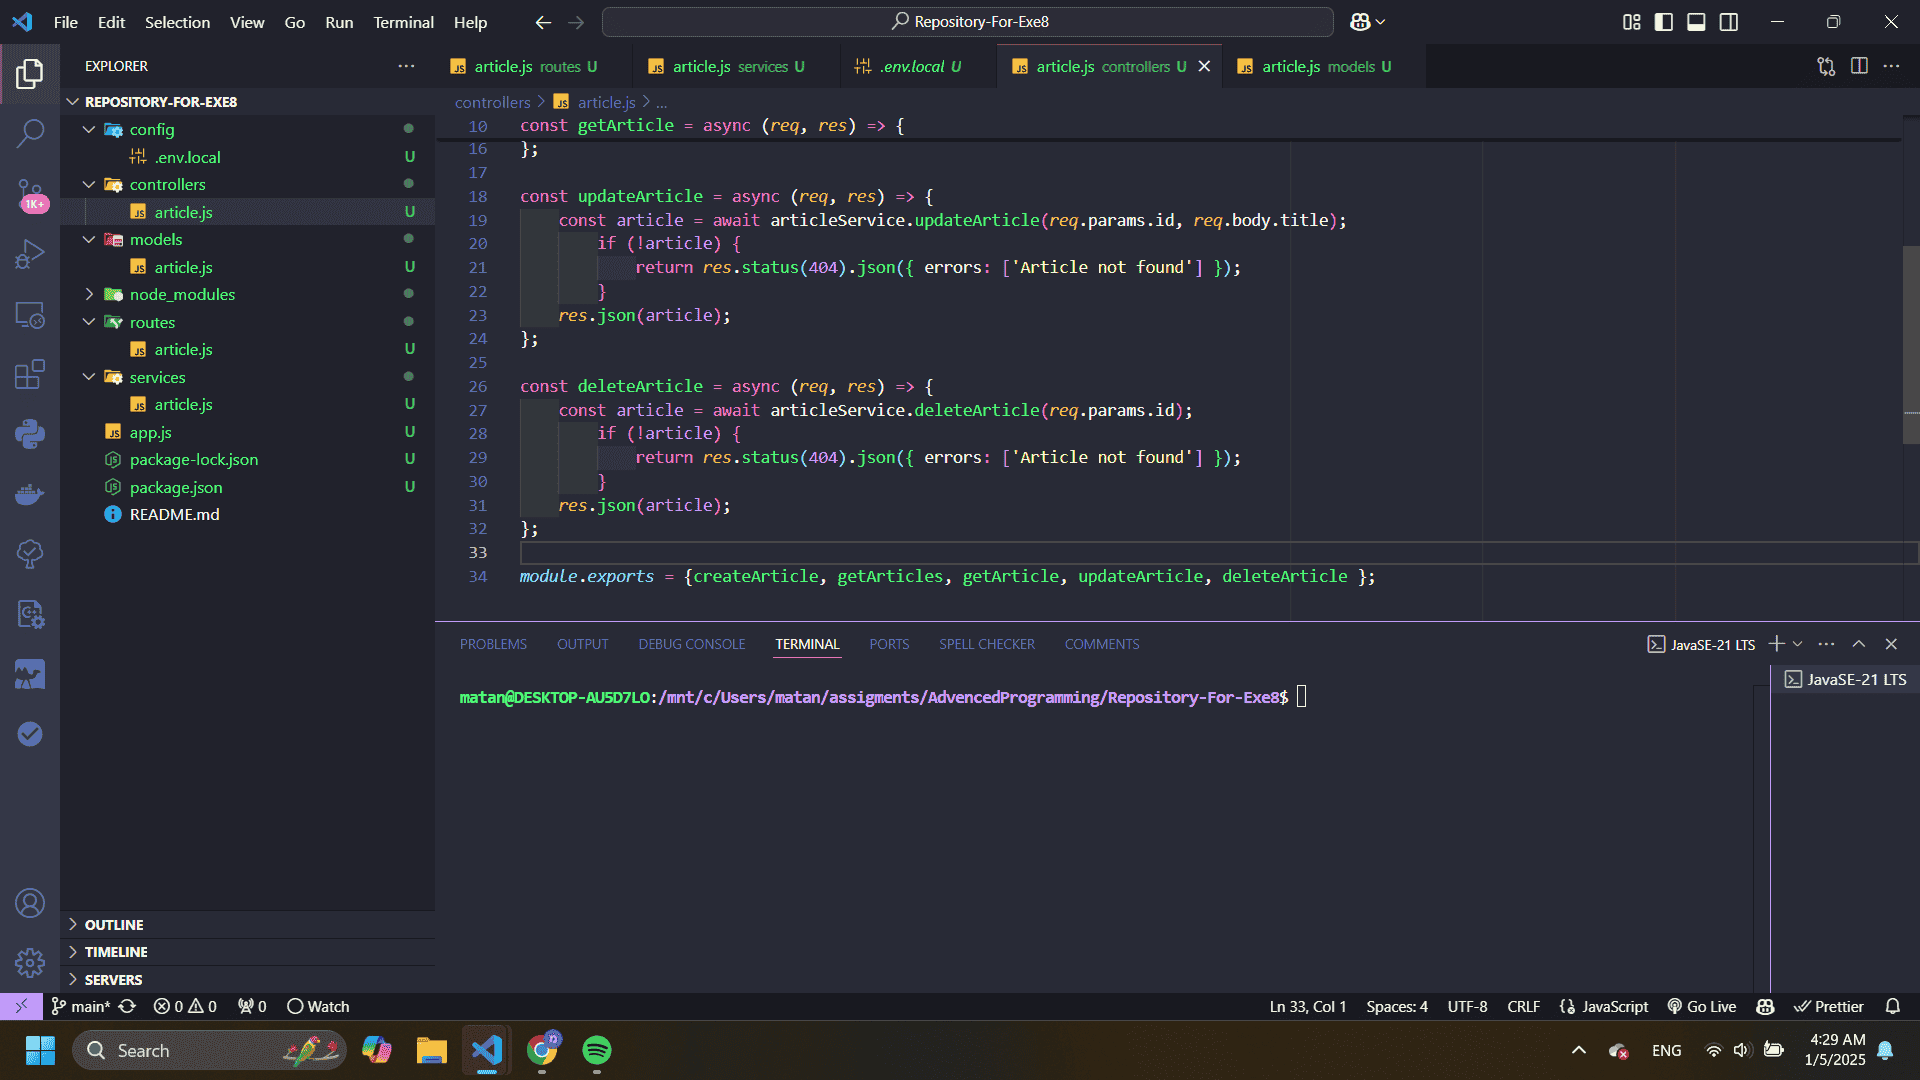 File Edit Selection View Go Run Terminal Help
Repository-For-Exe8
EXPLORER
REPOSITORY-FOR-EXE8
config
.env.local U
controllers
article.js U
models
article.js U
node_modules
routes
article.js U
services
article.js U
app.js U
package-lock.json U
package.json U
README.md
OUTLINE
TIMELINE
SERVERS
1K+
article.js routes U
article.js services U
.env.local U
article.js controllers U
article.js models U
controllers > article.js > ...
10 const getArticle = async (req, res) => {
16 };
17
18 const updateArticle = async (req, res) => {
19 const article = await articleService.updateArticle(req.params.id, req.body.title);
20 if (!article) {
21 return res.status(404).json({ errors: ['Article not found'] });
22 }
23 res.json(article);
24 };
25
26 const deleteArticle = async (req, res) => {
27 const article = await articleService.deleteArticle(req.params.id);
28 if (!article) {
29 return res.status(404).json({ errors: ['Article not found'] });
30 }
31 res.json(article);
32 };
33
34 module.exports = {createArticle, getArticles, getArticle, updateArticle, deleteArticle };
PROBLEMS OUTPUT DEBUG CONSOLE TERMINAL PORTS SPELL CHECKER COMMENTS
JavaSE-21 LTS
JavaSE-21 LTS
matan@DESKTOP-AU5D7LO:/mnt/c/Users/matan/assigments/AdvencedProgramming/Repository-For-Exe8$
main* 0 0 0 Watch
Ln 33, Col 1 Spaces: 4 UTF-8 CRLF JavaScript Go Live Prettier
Search
ENG
4:29 AM
1/5/2025